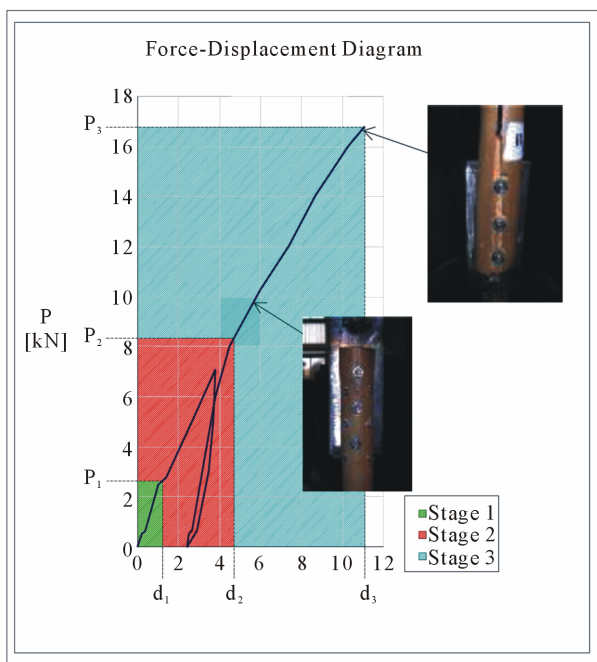 Force-Displacement Diagram
18
P3
16
14
12
10
P
[kN]
P2
8
6
4
P1
2
0
0 2 4 6 8 10 12
d1 d2 d3
Stage 1
Stage 2
Stage 3